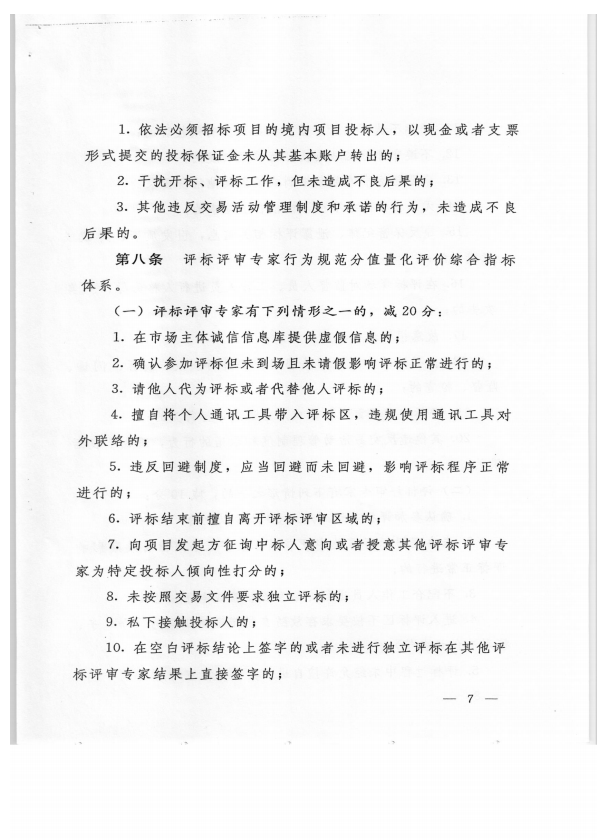 1. 依法必须招标项目的境内项目投标人，以现金或者支票
形式提交的投标保证金未从其基本账户转出的；
2. 干扰开标、评标工作，但未造成不良后果的；
3. 其他违反交易活动管理制度和承诺的行为，未造成不良
后果的。
第八条 评标评审专家行为规范分值量化评价综合指标
体系。
（一）评标评审专家有下列情形之一的，减 20 分：
1. 在市场主体诚信信息库提供虚假信息的；
2. 确认参加评标但未到场且未请假影响评标正常进行的；
3. 请他人代为评标或者代替他人评标的；
4. 擅自将个人通讯工具带入评标区，违规使用通讯工具对
外联络的；
5. 违反回避制度，应当回避而未回避，影响评标程序正常
进行的；
6. 评标结束前擅自离开评标评审区域的；
7. 向项目发起方征询中标人意向或者授意其他评标评审专
家为特定投标人倾向性打分的；
8. 未按照交易文件要求独立评标的；
9. 私下接触投标人的；
10. 在空白评标结论上签字的或者未进行独立评标在其他评
标评审专家结果上直接签字的；
— 7 —